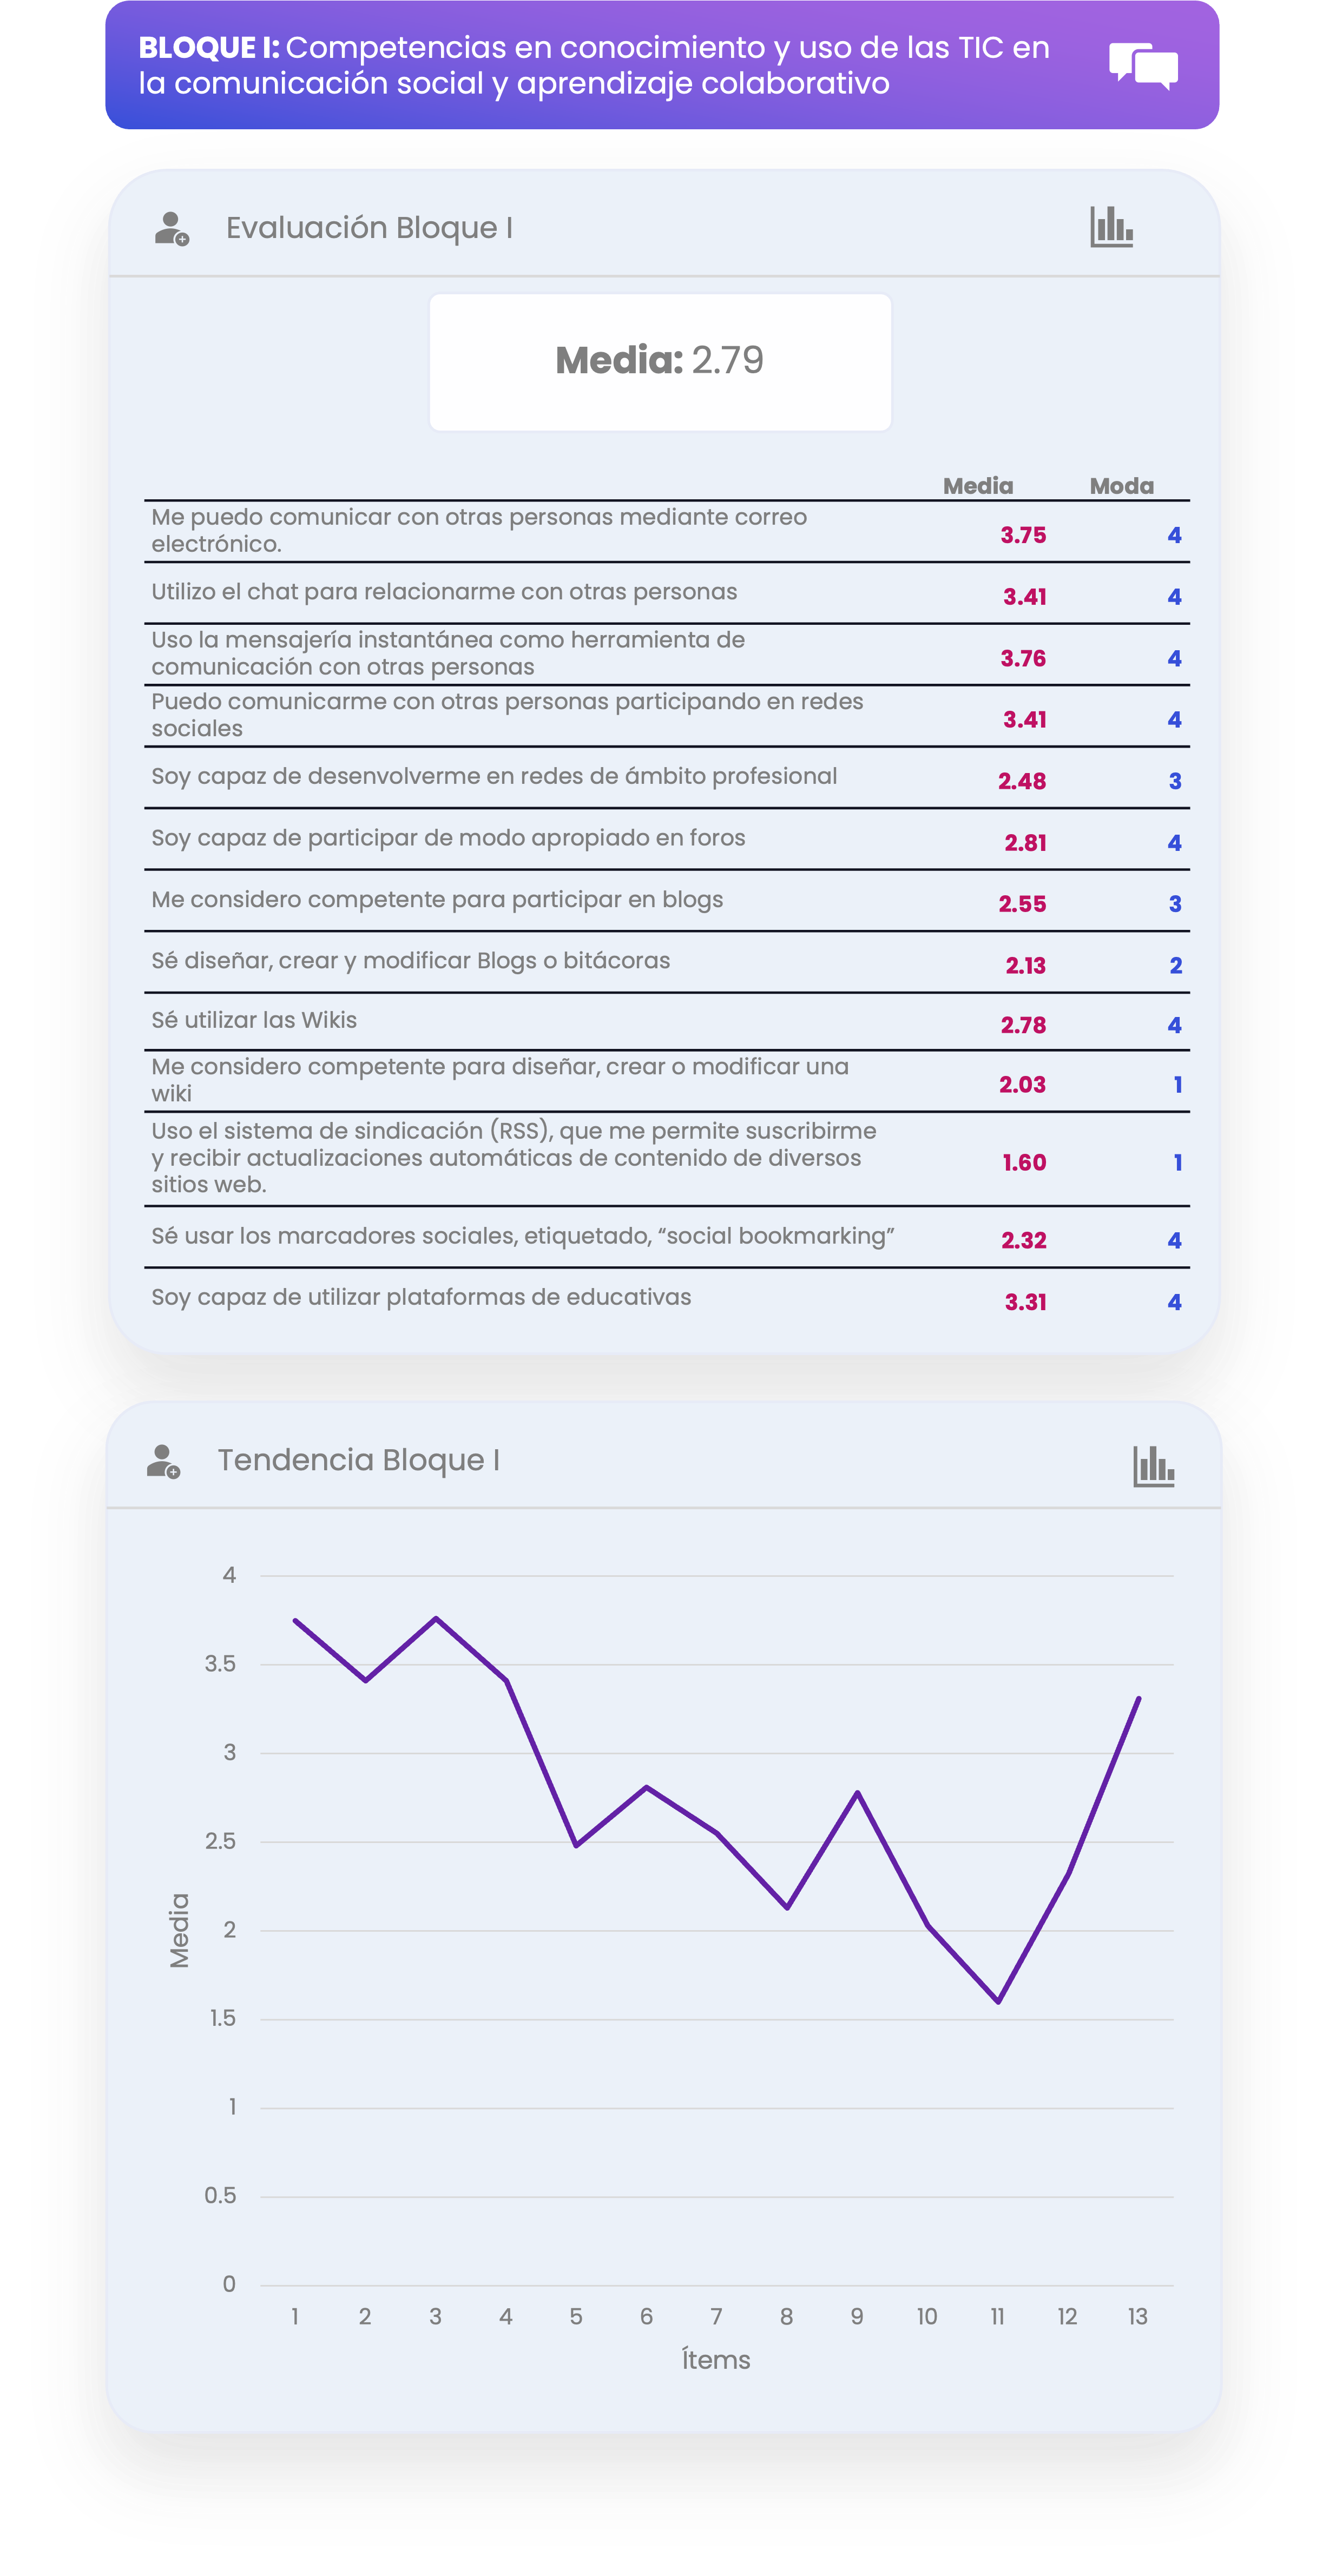 BLOQUE I: Competencias en conocimiento y uso de las TIC en
la comunicación social y aprendizaje colaborativo
Evaluación Bloque I
Media: 2.79
Media Moda
Me puedo comunicar con otras personas mediante correo
electrónico. 3.75 4
Utilizo el chat para relacionarme con otras personas 3.41 4
Uso la mensajería instantánea como herramienta de
comunicación con otras personas 3.76 4
Puedo comunicarme con otras personas participando en redes
sociales 3.41 4
Soy capaz de desenvolverme en redes de ámbito profesional 2.48 3
Soy capaz de participar de modo apropiado en foros 2.81 4
Me considero competente para participar en blogs 2.55 3
Sé diseñar, crear y modificar Blogs o bitácoras 2.13 2
Sé utilizar las Wikis 2.78 4
Me considero competente para diseñar, crear o modificar una
wiki 2.03 1
Uso el sistema de sindicación (RSS), que me permite suscribirme
y recibir actualizaciones automáticas de contenido de diversos 1.60 1
sitios web.
Sé usar los marcadores sociales, etiquetado, “social bookmarking” 2.32 4
Soy capaz de utilizar plataformas de educativas 3.31 4
Tendencia Bloque I
4
3.5
3
2.5
2
1.5
1
0.5
0
Media
1 2 3 4 5 6 7 8 9 10 11 12 13
Ítems